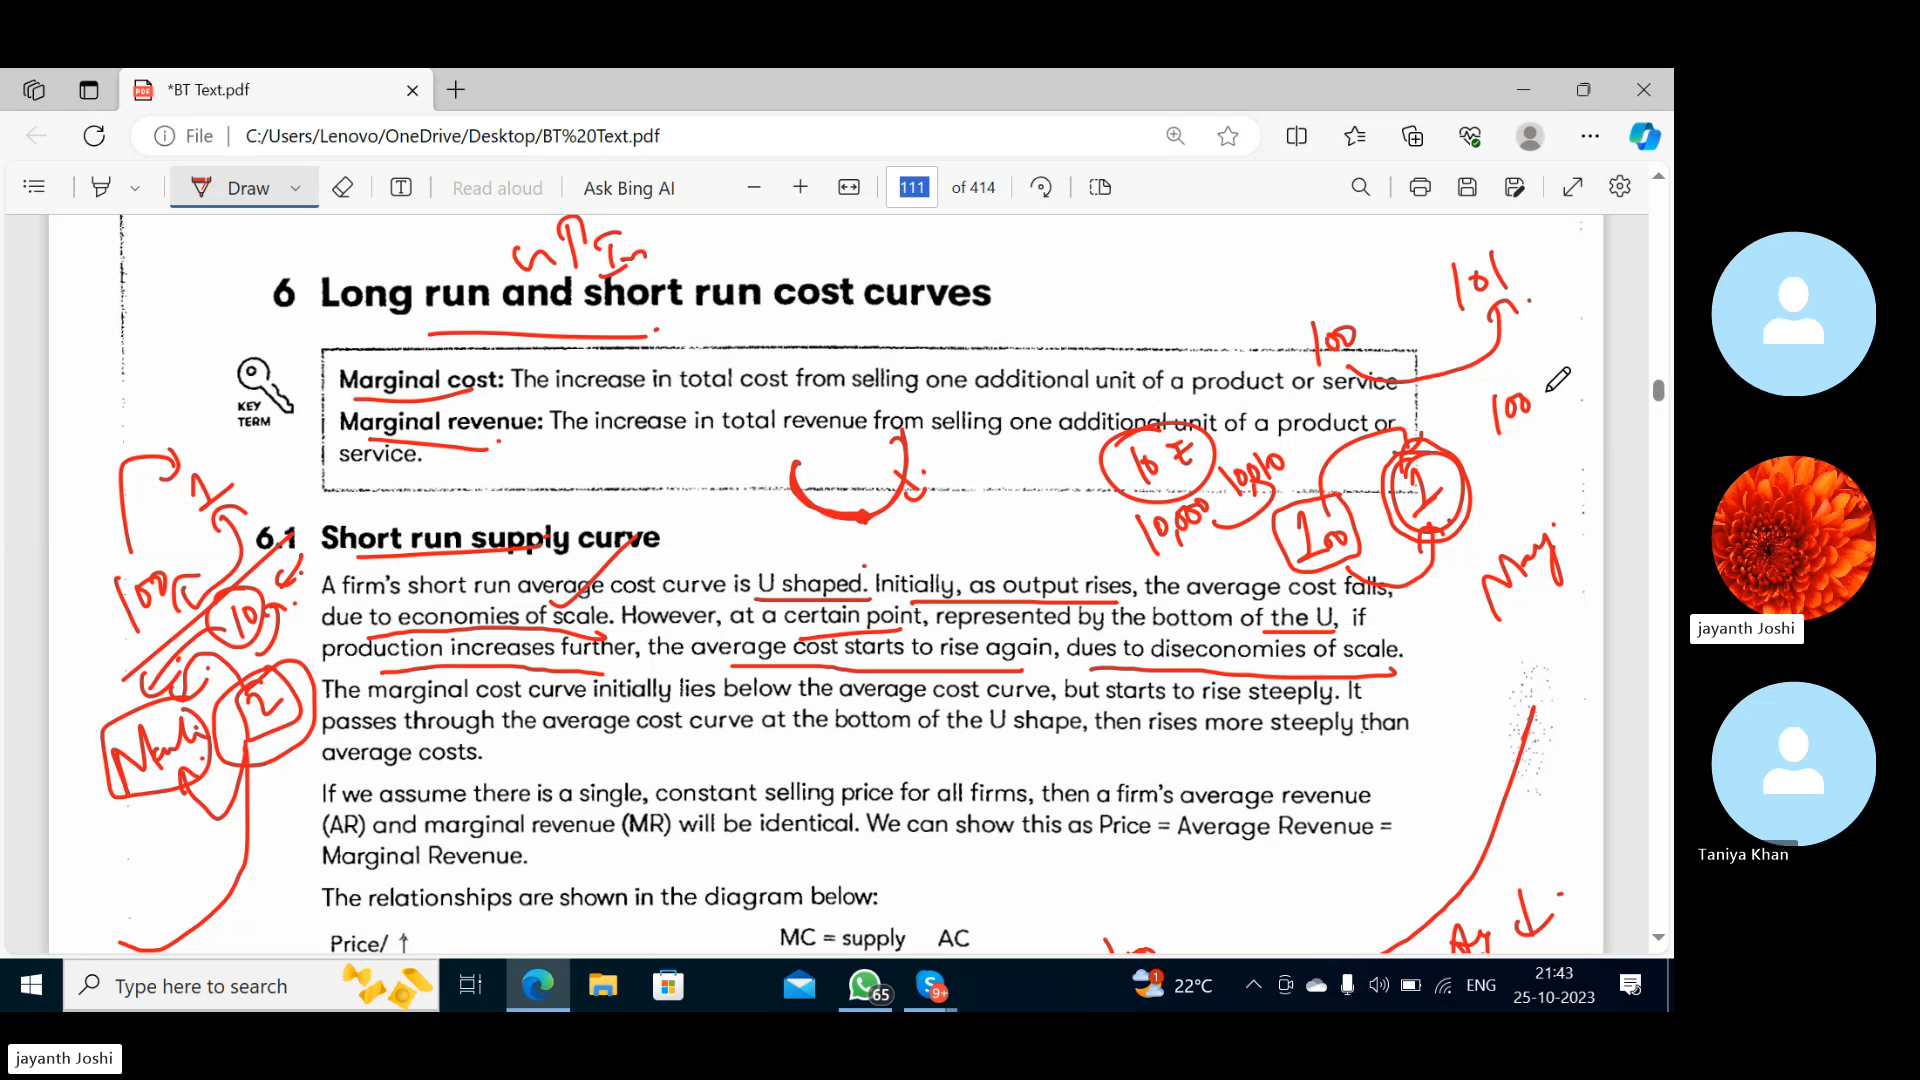 *BT Text.pdf
File
C:/Users/Lenovo/OneDrive/Desktop/BT%20Text.pdf
Draw
Read aloud
Ask Bing AI
111 of 414
6 Long run and short run cost curves
101
100
100
KEY TERM
Marginal cost: The increase in total cost from selling one additional unit of a product or service
Marginal revenue: The increase in total revenue from selling one additional unit of a product or
service.
10
10,010
10,000
100
1
6.1 Short run supply curve
A firm's short run average cost curve is U shaped. Initially, as output rises, the average cost falls,
due to economies of scale. However, at a certain point, represented by the bottom of the U, if
production increases further, the average cost starts to rise again, dues to diseconomies of scale.
The marginal cost curve initially lies below the average cost curve, but starts to rise steeply. It
passes through the average cost curve at the bottom of the U shape, then rises more steeply than
average costs.
If we assume there is a single, constant selling price for all firms, then a firm's average revenue
(AR) and marginal revenue (MR) will be identical. We can show this as Price = Average Revenue =
Marginal Revenue.
The relationships are shown in the diagram below:
Price/
MC = supply
AC
10
2
jayanth Joshi
Taniya Khan
Type here to search
65
9+
1
22°C
ENG
21:43
25-10-2023
jayanth Joshi